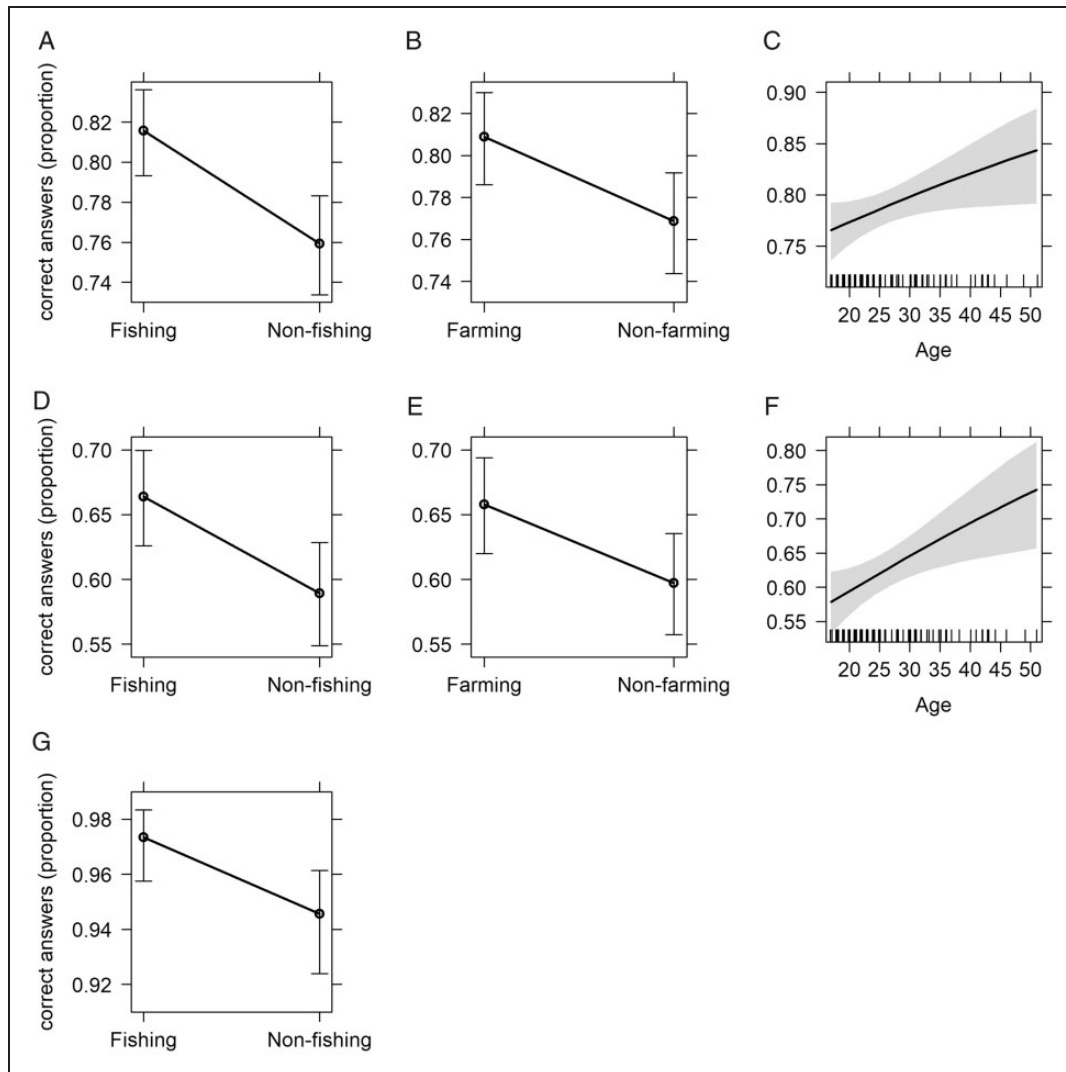 A
correct answers (proportion)
0.82
0.80
0.78
0.76
0.74
Fishing Non-fishing
B
0.82
0.80
0.78
0.76
0.74
Farming Non-farming
C
0.90
0.85
0.80
0.75
20 25 30 35 40 45 50
Age
D
correct answers (proportion)
0.70
0.65
0.60
0.55
Fishing Non-fishing
E
0.70
0.65
0.60
0.55
Farming Non-farming
F
0.80
0.75
0.70
0.65
0.60
0.55
20 25 30 35 40 45 50
Age
G
correct answers (proportion)
0.98
0.96
0.94
0.92
Fishing Non-fishing